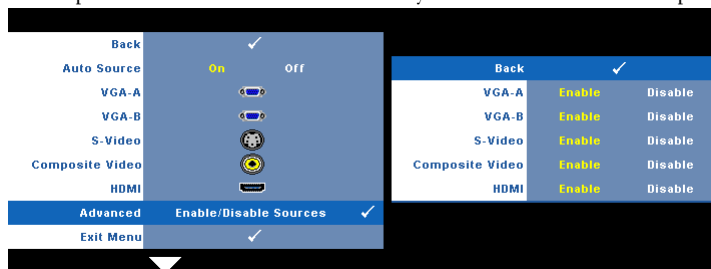 Back
Auto Source On Off
VGA-A
VGA-B
S-Video
Composite Video
HDMI
Advanced Enable/Disable Sources
Exit Menu
Back
VGA-A Enable Disable
VGA-B Enable Disable
S-Video Enable Disable
Composite Video Enable Disable
HDMI Enable Disable